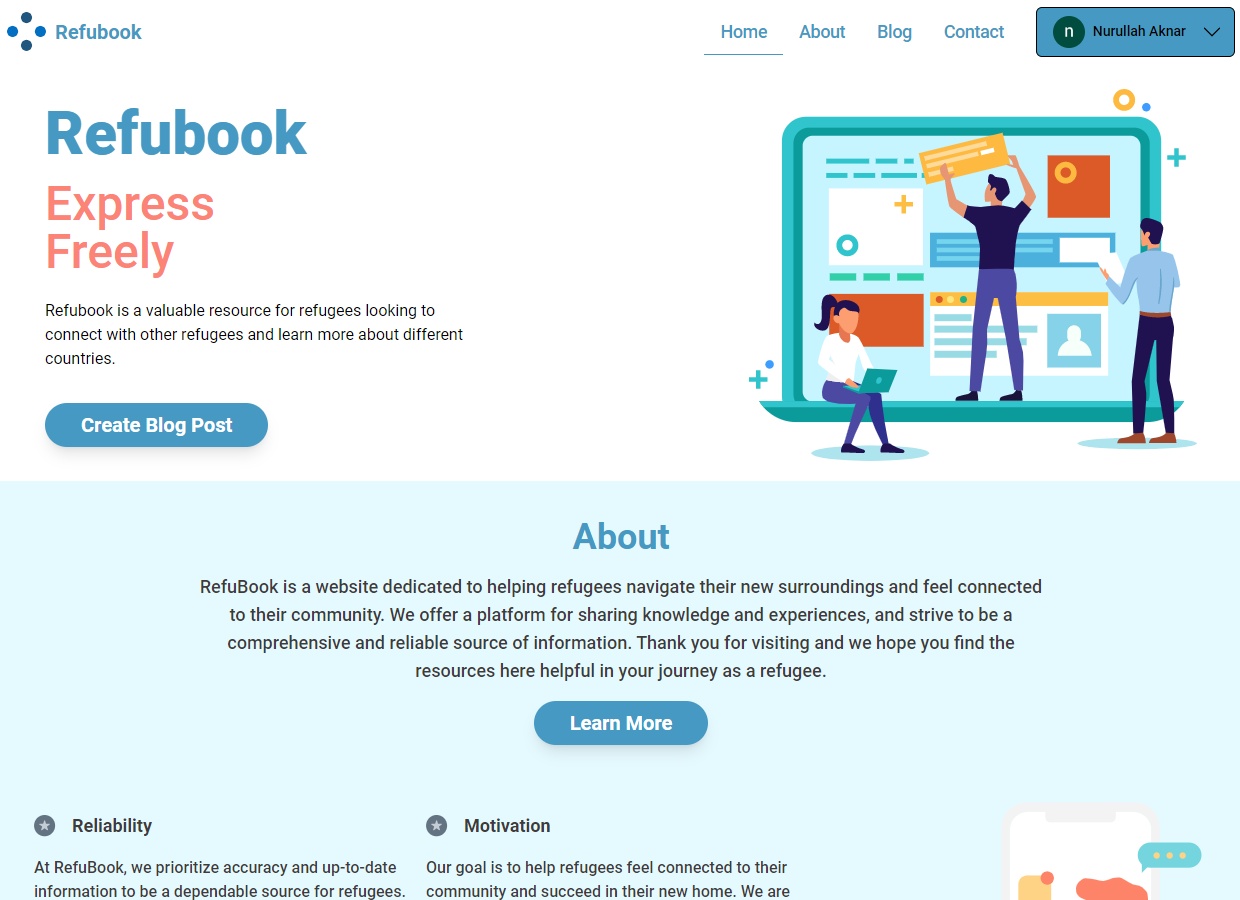 Refubook
Home
About
Blog
Contact
n
Nurullah Aknar
Refubook
Express
Freely
Refubook is a valuable resource for refugees looking to
connect with other refugees and learn more about different
countries.
Create Blog Post
About
RefuBook is a website dedicated to helping refugees navigate their new surroundings and feel connected
to their community. We offer a platform for sharing knowledge and experiences, and strive to be a
comprehensive and reliable source of information. Thank you for visiting and we hope you find the
resources here helpful in your journey as a refugee.
Learn More
Reliability
At RefuBook, we prioritize accuracy and up-to-date
information to be a dependable source for refugees.
Motivation
Our goal is to help refugees feel connected to their
community and succeed in their new home. We are